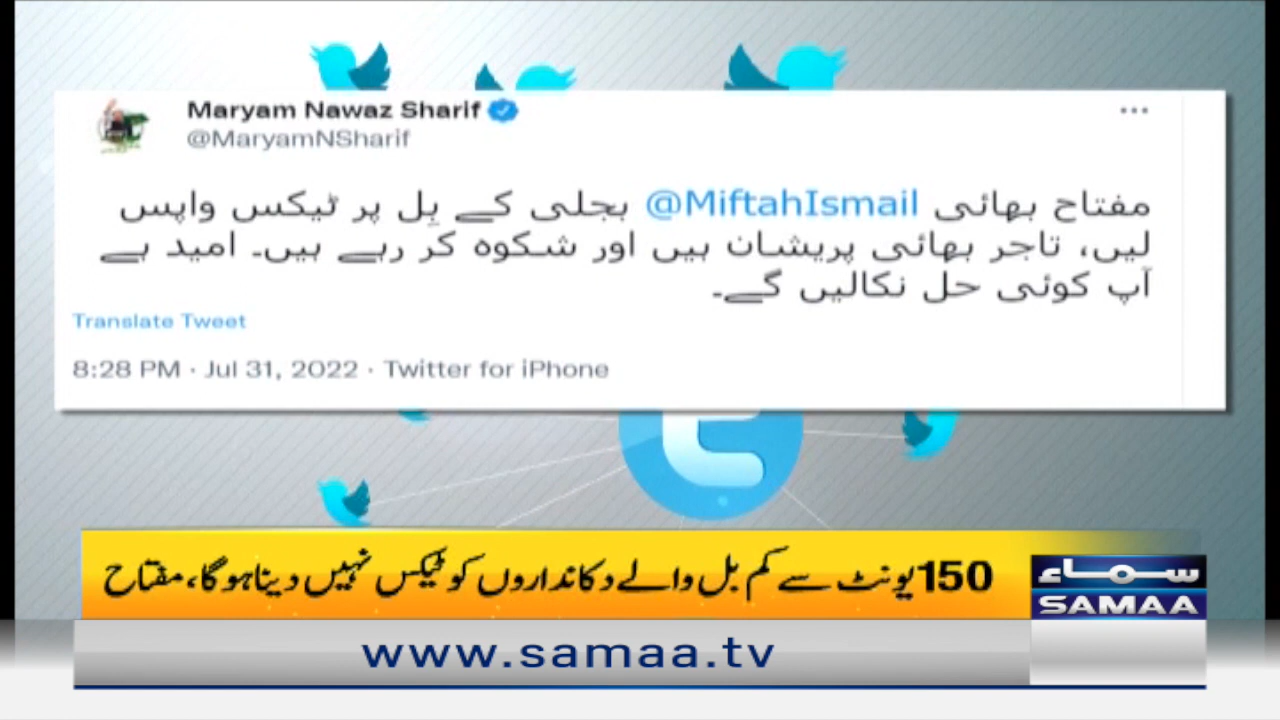 Maryam Nawaz Sharif
@MaryamNSharif
مفتاح بھائی @MiftahIsmail بجلی کے بِل پر ٹیکس واپس
لیں، تاجر بھائی پریشان ہیں اور شکوہ کر رہے ہیں۔ امید ہے
آپ کوئی حل نکالیں گے۔
Translate Tweet
8:28 PM · Jul 31, 2022 · Twitter for iPhone
150 یونٹ سے کم بل والے دکانداروں کو ٹیکس نہیں دینا ہوگا، مفتاح
سماء
SAMAA
www.samaa.tv